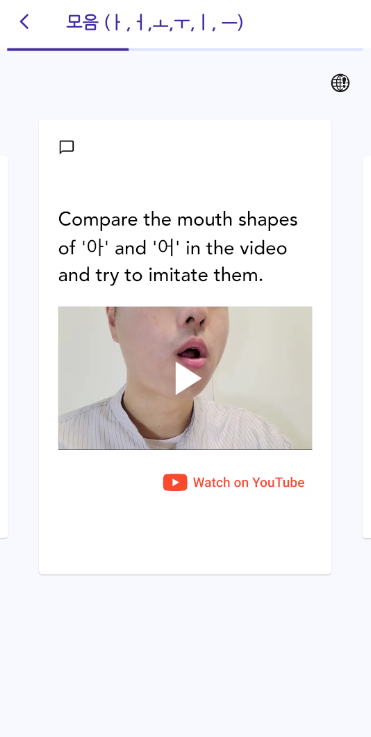 모음 (ㅏ,ㅓ,ㅗ,ㅜ,ㅣ,ㅡ)
Compare the mouth shapes
of '아' and '어' in the video
and try to imitate them.
Watch on YouTube